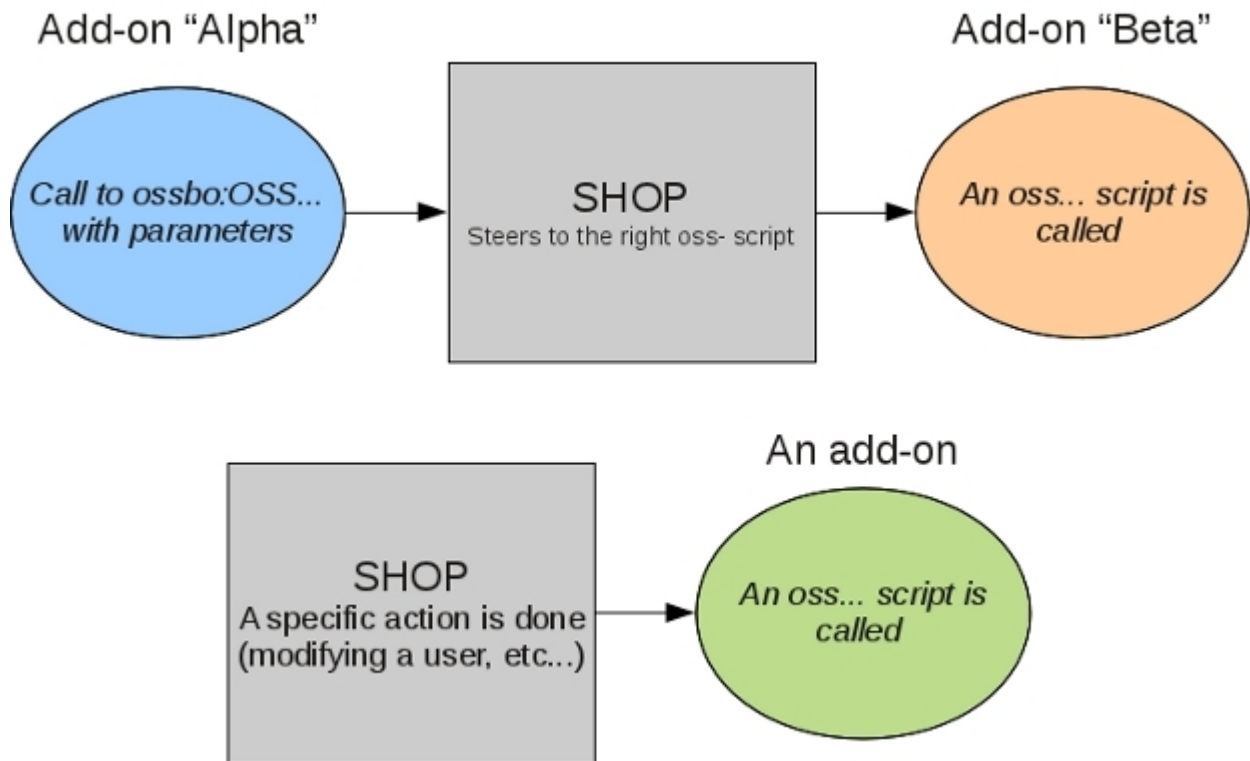 Add-on “Alpha”
Add-on “Beta”
Call to ossbo:OSS...
with parameters
SHOP
Steers to the right oss- script
An oss... script is
called
An add-on
SHOP
A specific action is done
(modifying a user, etc...)
An oss... script is
called